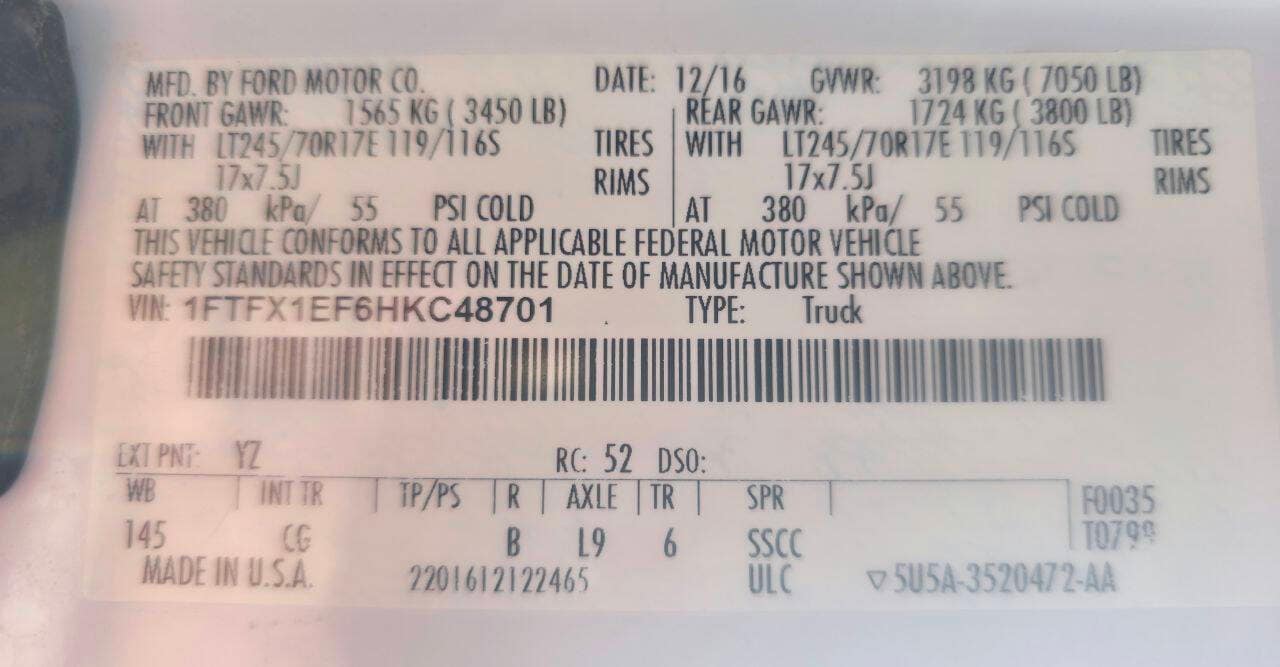 MFD. BY FORD MOTOR CO. DATE: 12/16 GVWR: 3198 KG ( 7050 LB)
FRONT GAWR: 1565 KG ( 3450 LB) REAR GAWR: 1724 KG ( 3800 LB)
WITH LT245/70R17E 119/116S TIRES WITH LT245/70R17E 119/116S TIRES
17x7.5J RIMS 17x7.5J RIMS
AT 380 kPa/ 55 PSI COLD AT 380 kPa/ 55 PSI COLD
THIS VEHICLE CONFORMS TO ALL APPLICABLE FEDERAL MOTOR VEHICLE
SAFETY STANDARDS IN EFFECT ON THE DATE OF MANUFACTURE SHOWN ABOVE.
VIN: 1FTFX1EF6HKC48701 TYPE: Truck
EXT PNT: YZ RC: 52 DSO:
WB INT TR TP/PS R AXLE TR SPR F0035
145 CG B L9 6 SSCC T0799
MADE IN U.S.A. 2201612122465 ULC ▽5U5A-3520472-AA